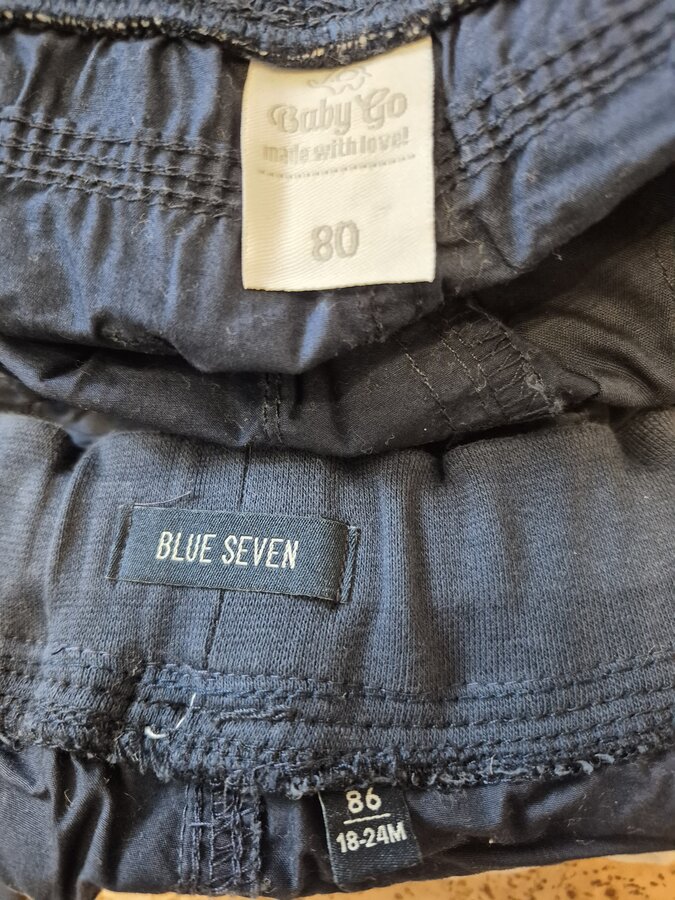 Baby Go
made with love!
80
BLUE SEVEN
86
18-24M